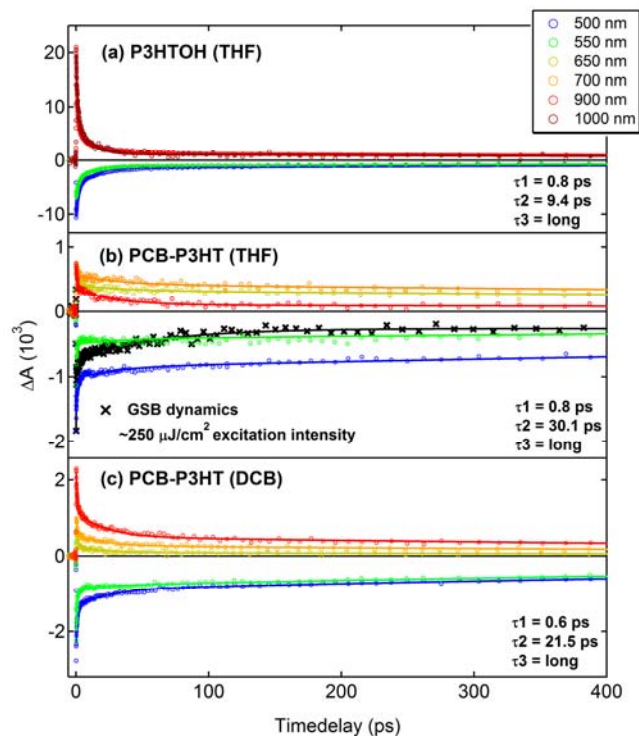 500 nm
550 nm
650 nm
700 nm
900 nm
1000 nm
20
(a) P3HTOH (THF)
10
0
τ1 = 0.8 ps
τ2 = 9.4 ps
-10
τ3 = long
1
(b) PCB-P3HT (THF)
0
ΔA (10³)
-1
GSB dynamics
~250 μJ/cm² excitation intensity
τ1 = 0.8 ps
τ2 = 30.1 ps
-2
τ3 = long
(c) PCB-P3HT (DCB)
2
0
τ1 = 0.6 ps
-2
τ2 = 21.5 ps
τ3 = long
0 100 200 300 400
Timedelay (ps)